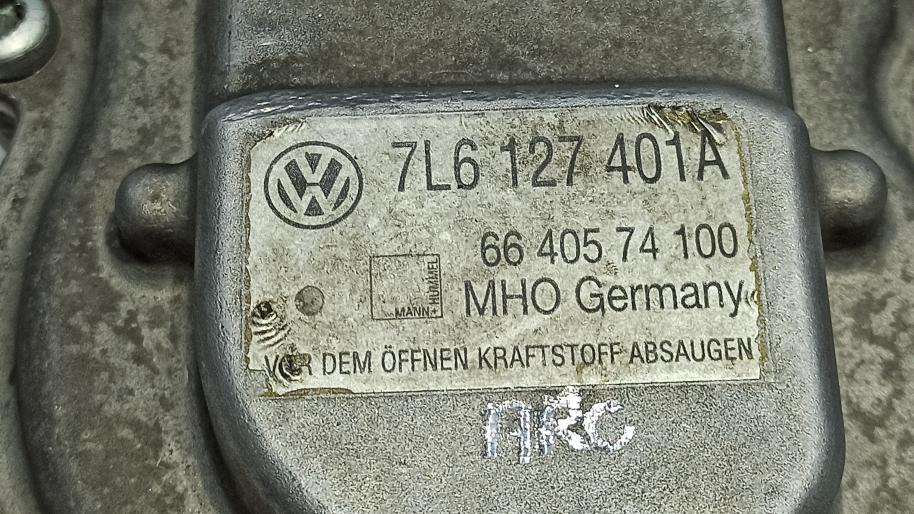 7L6 127 401A
66 405 74 100
MANN+
HUMMEL
MHO Germany
VOR DEM ÖFFNEN KRAFTSTOFF ABSAUGEN
ARC